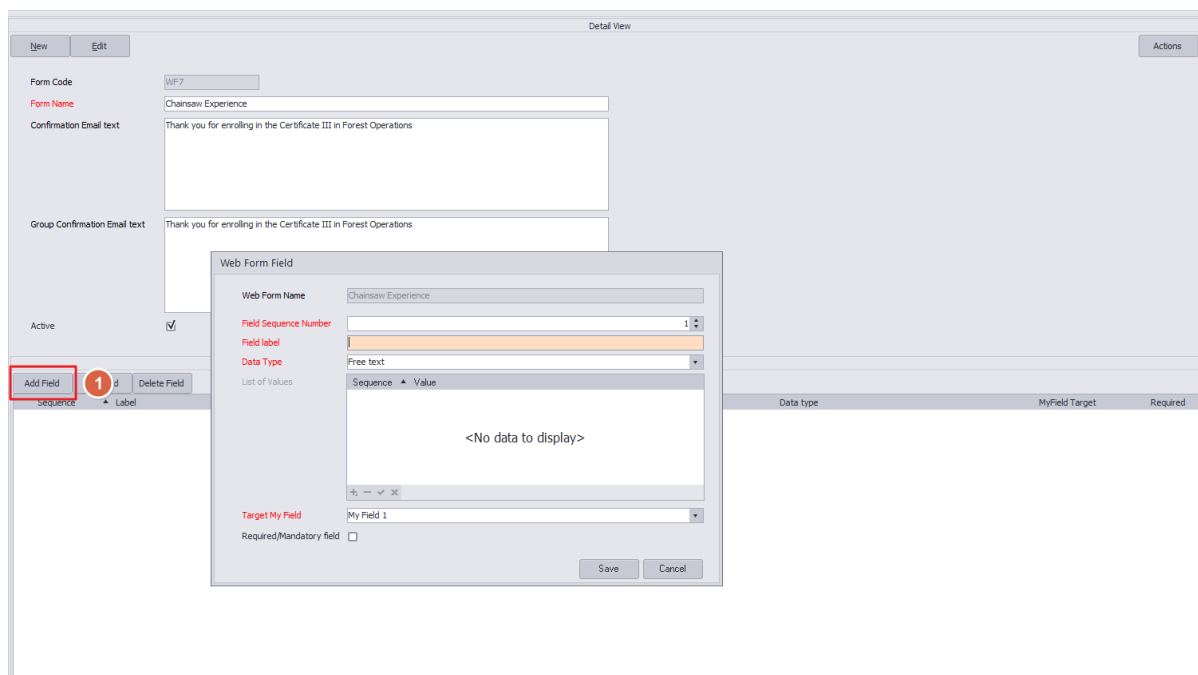 Detail View
New Edit Actions
Form Code WF7
Form Name Chainsaw Experience
Confirmation Email text Thank you for enrolling in the Certificate III in Forest Operations
Group Confirmation Email text Thank you for enrolling in the Certificate III in Forest Operations
Web Form Field
Web Form Name Chainsaw Experience
Field Sequence Number 1
Active
Field label
Data Type Free text
List of Values Sequence Value
Add Field 1 d Delete Field
Sequence Label Data type MyField Target Required
<No data to display>
Target My Field My Field 1
Required/Mandatory field
Save Cancel